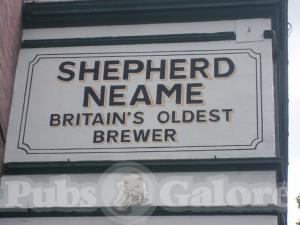 SHEPHERD
NEAME
BRITAIN'S OLDEST
BREWER
Pubs Galore